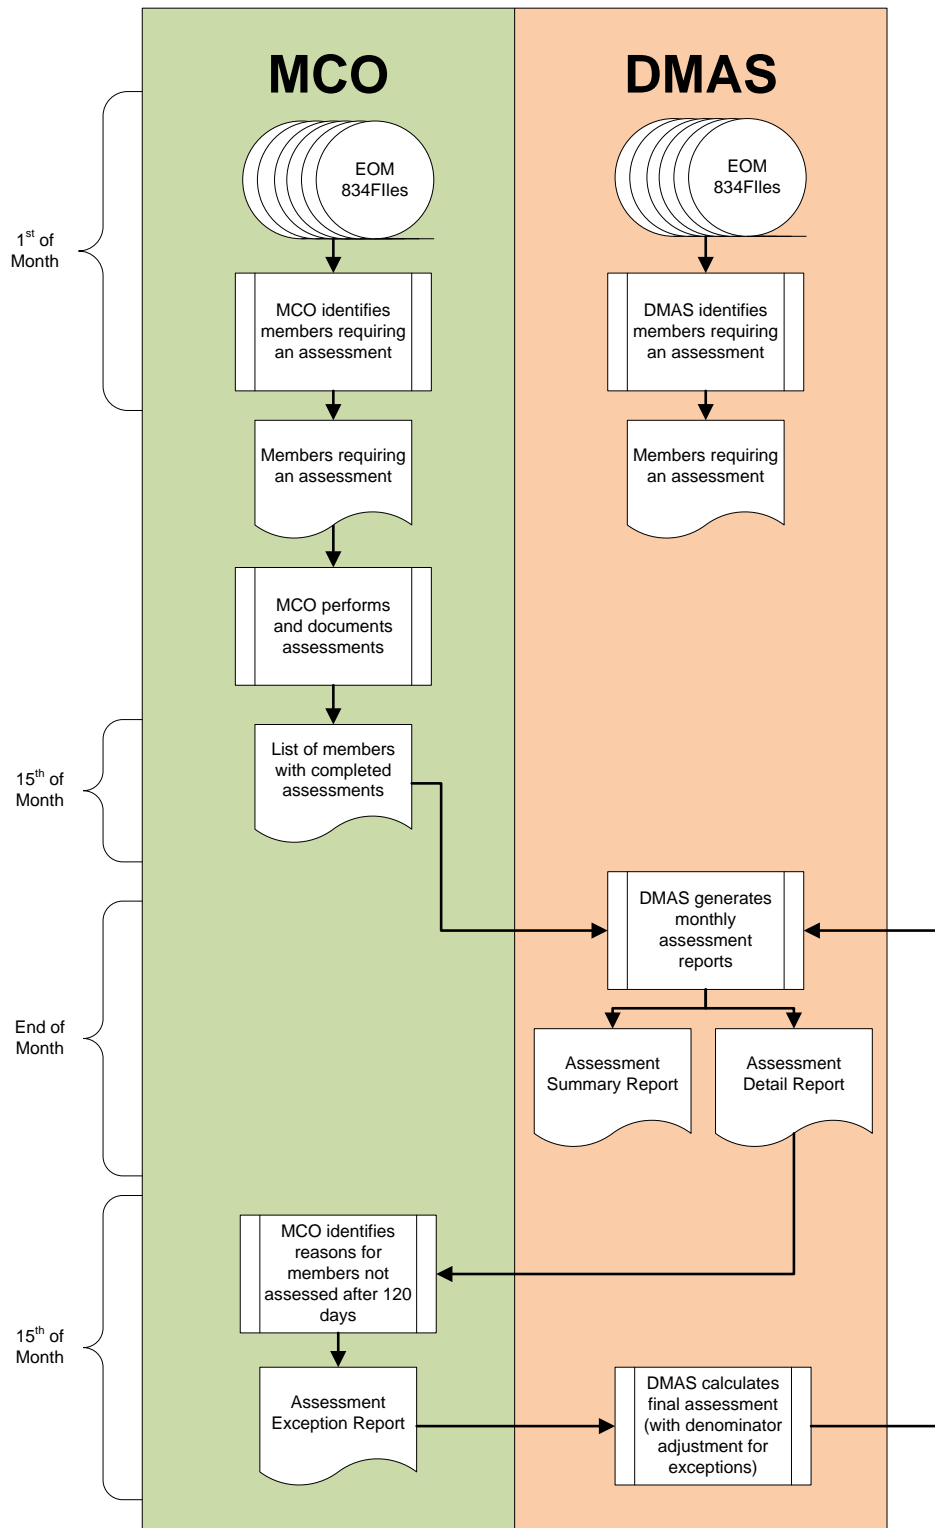 MCO
DMAS
EOM
834FIles
EOM
834FIles
1st of
Month
MCO identifies
members requiring
an assessment
DMAS identifies
members requiring
an assessment
Members requiring
an assessment
Members requiring
an assessment
MCO performs
and documents
assessments
List of members
with completed
assessments
15th of
Month
DMAS generates
monthly
assessment
reports
End of
Month
Assessment
Summary Report
Assessment
Detail Report
MCO identifies
reasons for
members not
assessed after 120
days
15th of
Month
Assessment
Exception Report
DMAS calculates
final assessment
(with denominator
adjustment for
exceptions)